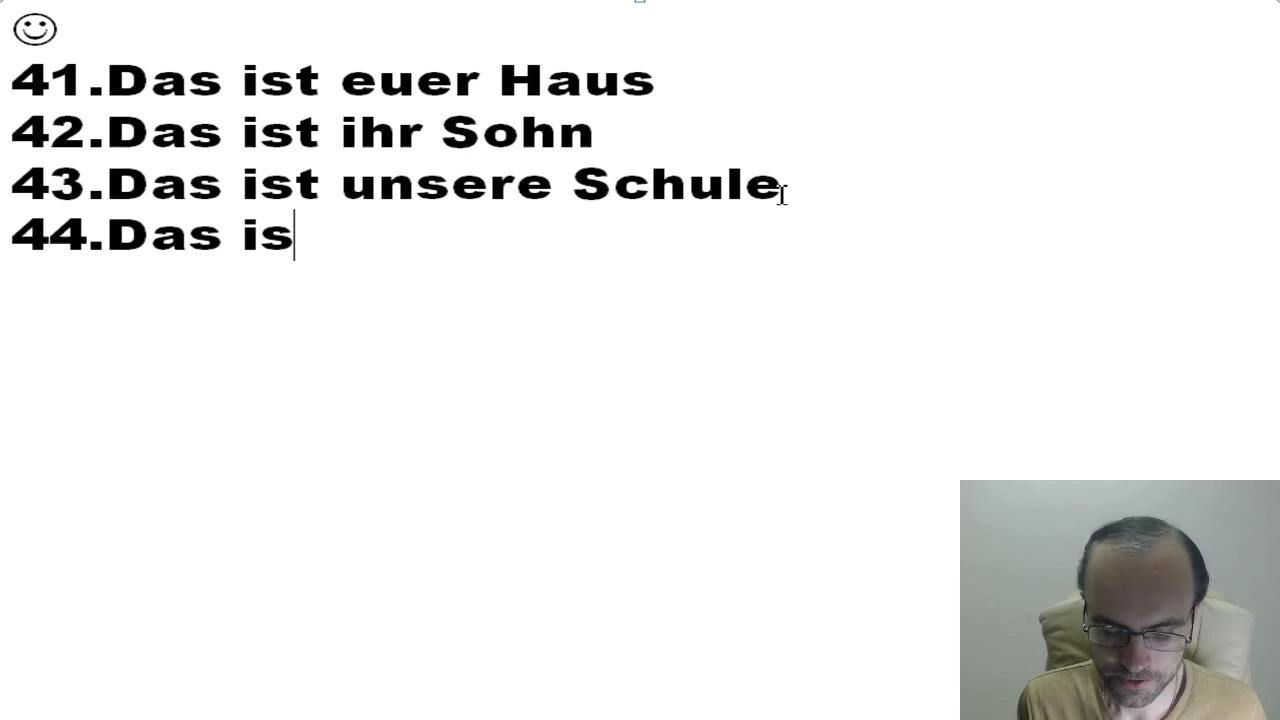 41.Das ist euer Haus
42.Das ist ihr Sohn
43.Das ist unsere Schule
44.Das is